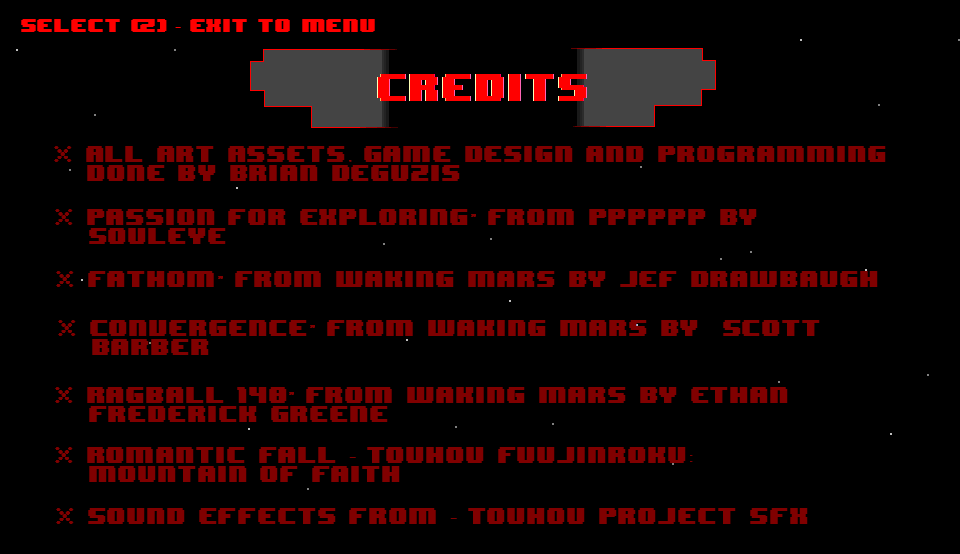 SELECT (Z) - EXIT TO MENU
CREDITS
X ALL ART ASSETS, GAME DESIGN AND PROGRAMMING
DONE BY BRIAN DEGUZIS
X PASSION FOR EXPLORING" FROM PPPPPP BY
SOULEYE
X FATHOM" FROM WAKING MARS BY JEF DRAWBAUGH
X CONVERGENCE" FROM WAKING MARS BY SCOTT
BARBER
X RAGBALL 140" FROM WAKING MARS BY ETHAN
FREDERICK GREENE
X ROMANTIC FALL - TOUHOU FUUJINROKU:
MOUNTAIN OF FAITH
X SOUND EFFECTS FROM - TOUHOU PROJECT SFX